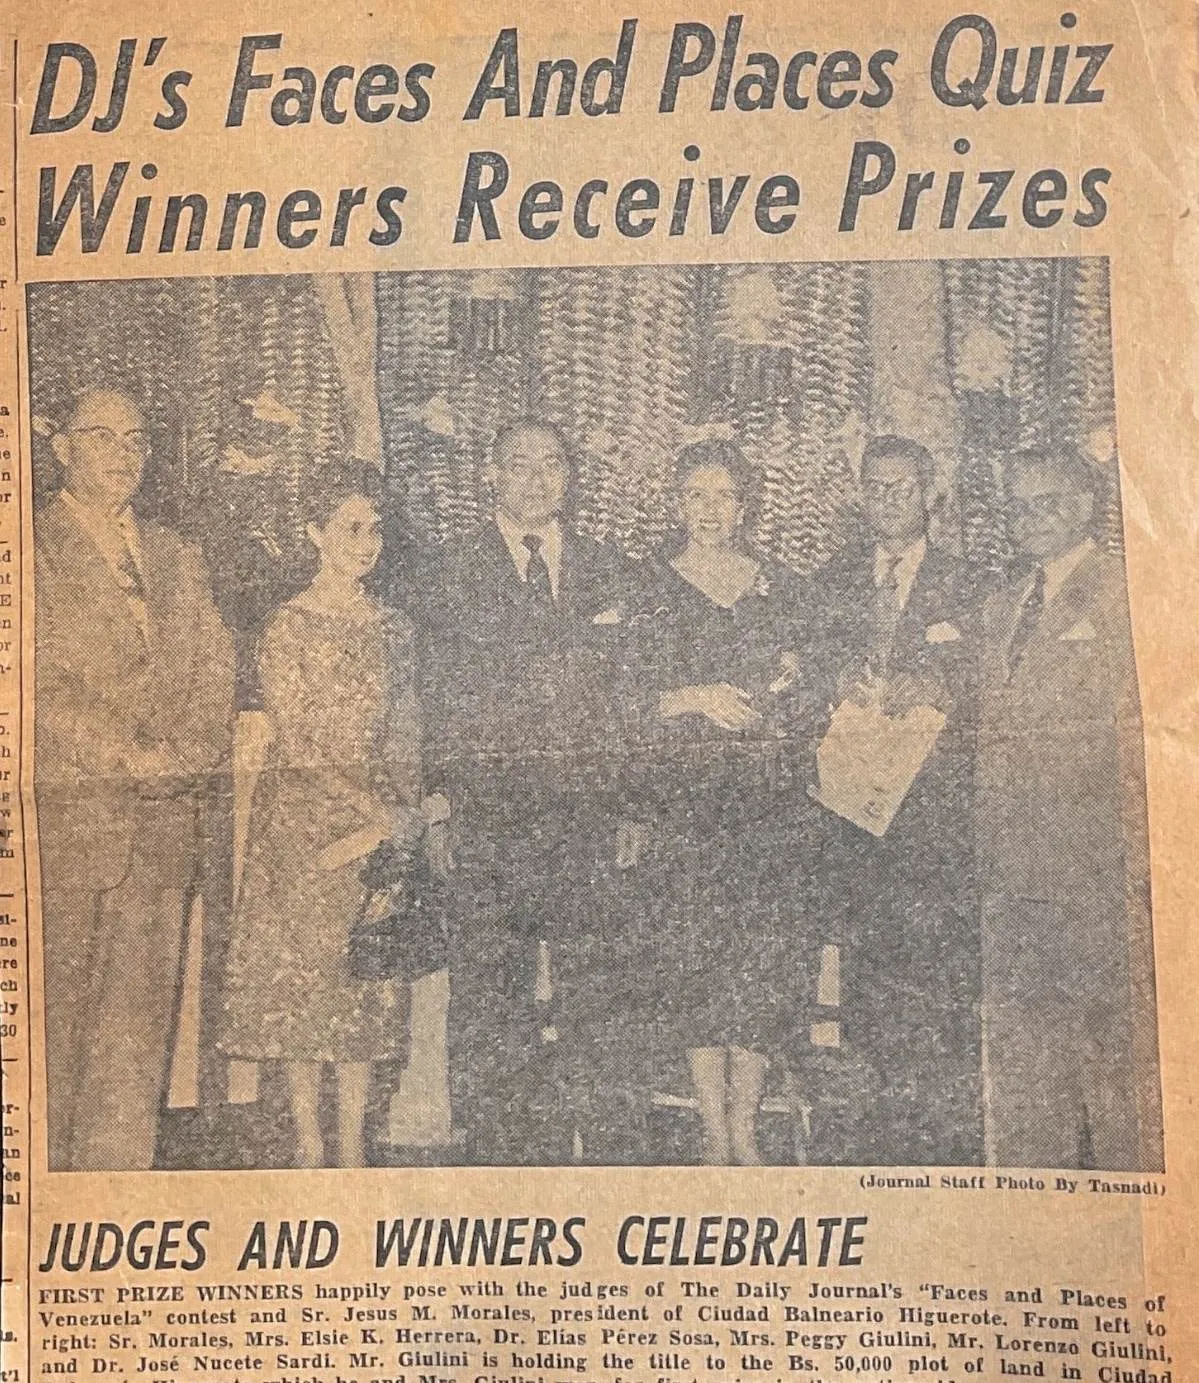 DJ's Faces And Places Quiz
Winners Receive Prizes
(Journal Staff Photo By Tasnadi)
JUDGES AND WINNERS CELEBRATE
FIRST PRIZE WINNERS happily pose with the judges of The Daily Journal's "Faces and Places of
Venezuela" contest and Sr. Jesus M. Morales, president of Ciudad Balneario Higuerote. From left to
right: Sr. Morales, Mrs. Elsie K. Herrera, Dr. Elías Pérez Sosa, Mrs. Peggy Giulini, Mr. Lorenzo Giulini,
and Dr. José Nucete Sardi. Mr. Giulini is holding the title to the Bs. 50,000 plot of land in Ciudad